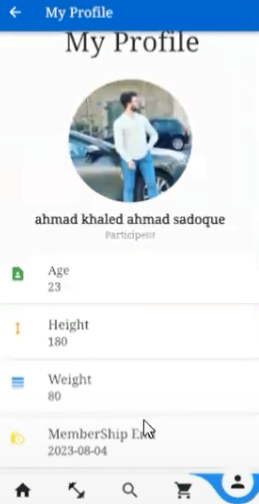 My Profile
My Profile
ahmad khaled ahmad sadoque
Participent
Age
23
Height
180
Weight
80
MemberShip End
2023-08-04